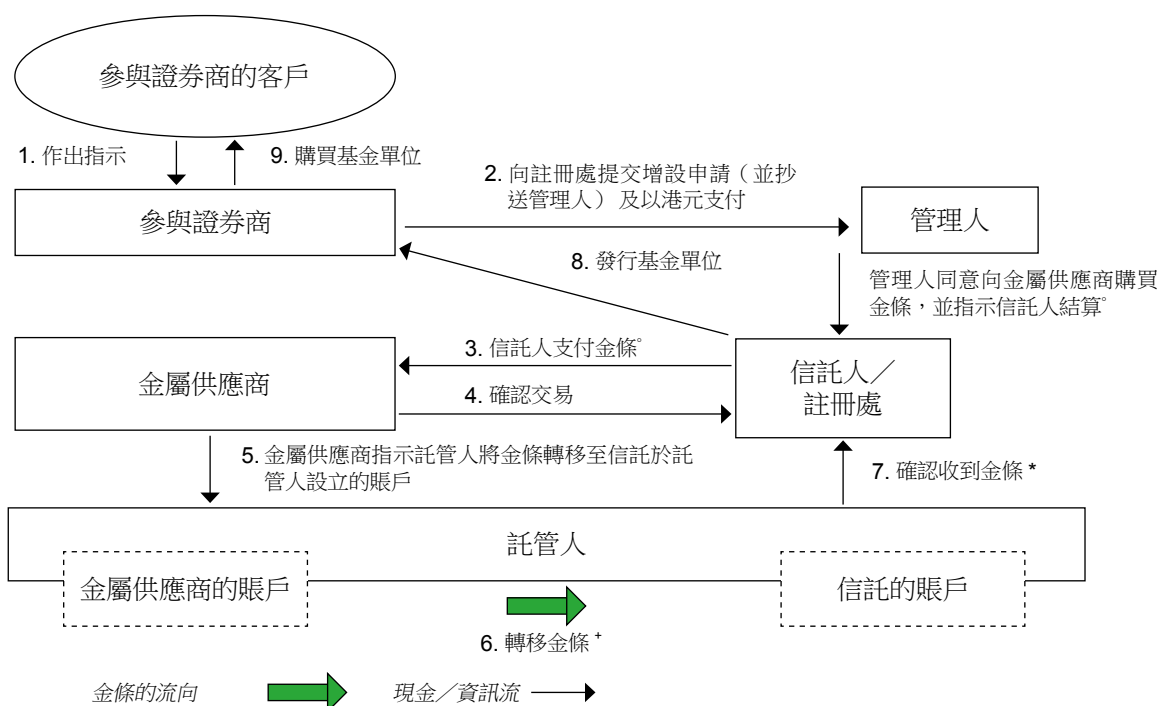 參與證券商的客戶
1. 作出指示
9. 購買基金單位
2. 向註冊處提交增設申請（並抄
送管理人） 及以港元支付
參與證券商
管理人
8. 發行基金單位
管理人同意向金屬供應商購買
金條，並指示信託人結算°
3. 信託人支付金條°
金屬供應商
4. 確認交易
信託人／
註冊處
5. 金屬供應商指示託管人將金條轉移至信託於託
管人設立的賬戶
7. 確認收到金條 *
託管人
金屬供應商的賬戶
信託的賬戶
6. 轉移金條 +
金條的流向
現金／資訊流